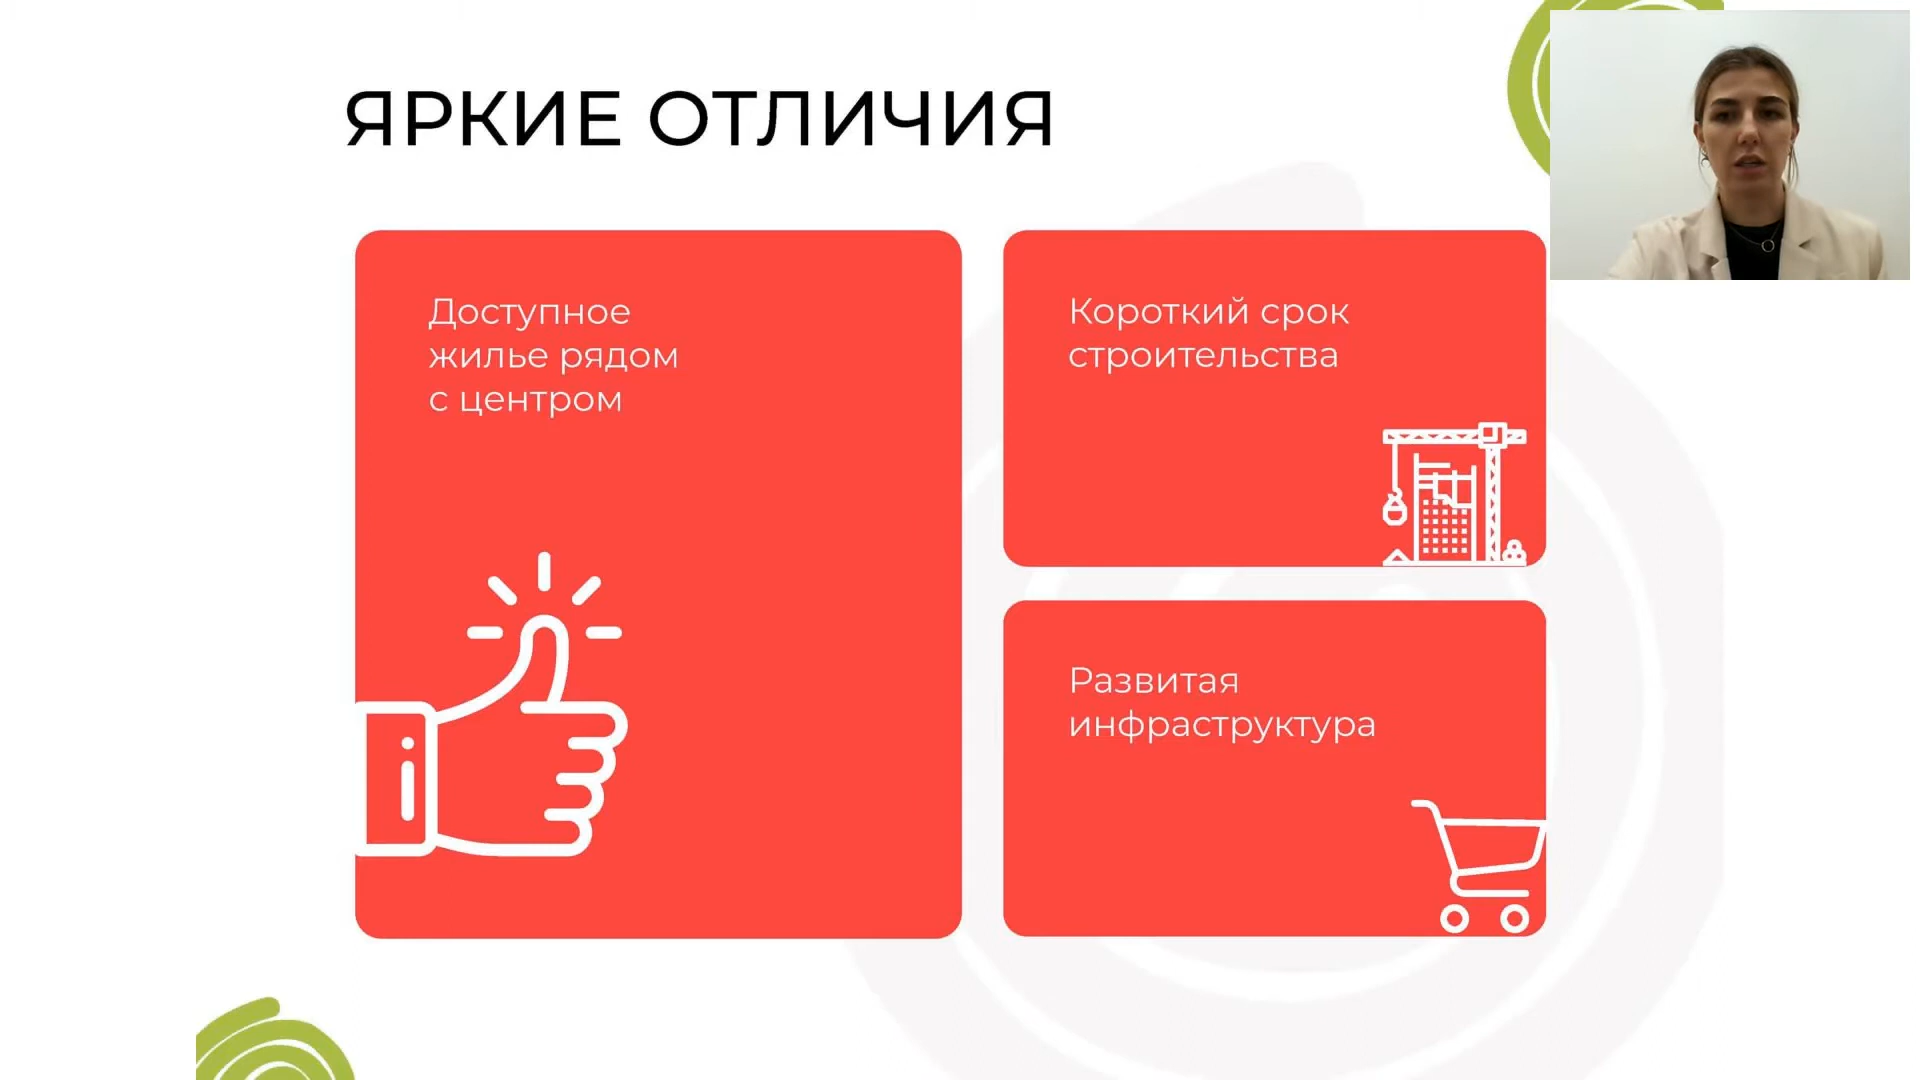 ЯРКИЕ ОТЛИЧИЯ
Доступное
жилье рядом
с центром
Короткий срок
строительства
Развитая
инфраструктура